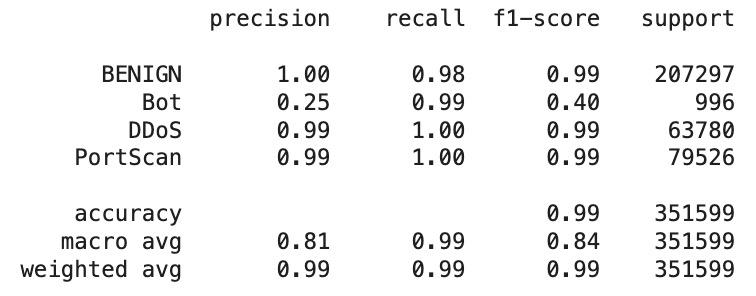 precision recall f1-score support
BENIGN 1.00 0.98 0.99 207297
Bot 0.25 0.99 0.40 996
DDoS 0.99 1.00 0.99 63780
PortScan 0.99 1.00 0.99 79526
accuracy 0.99 351599
macro avg 0.81 0.99 0.84 351599
weighted avg 0.99 0.99 0.99 351599